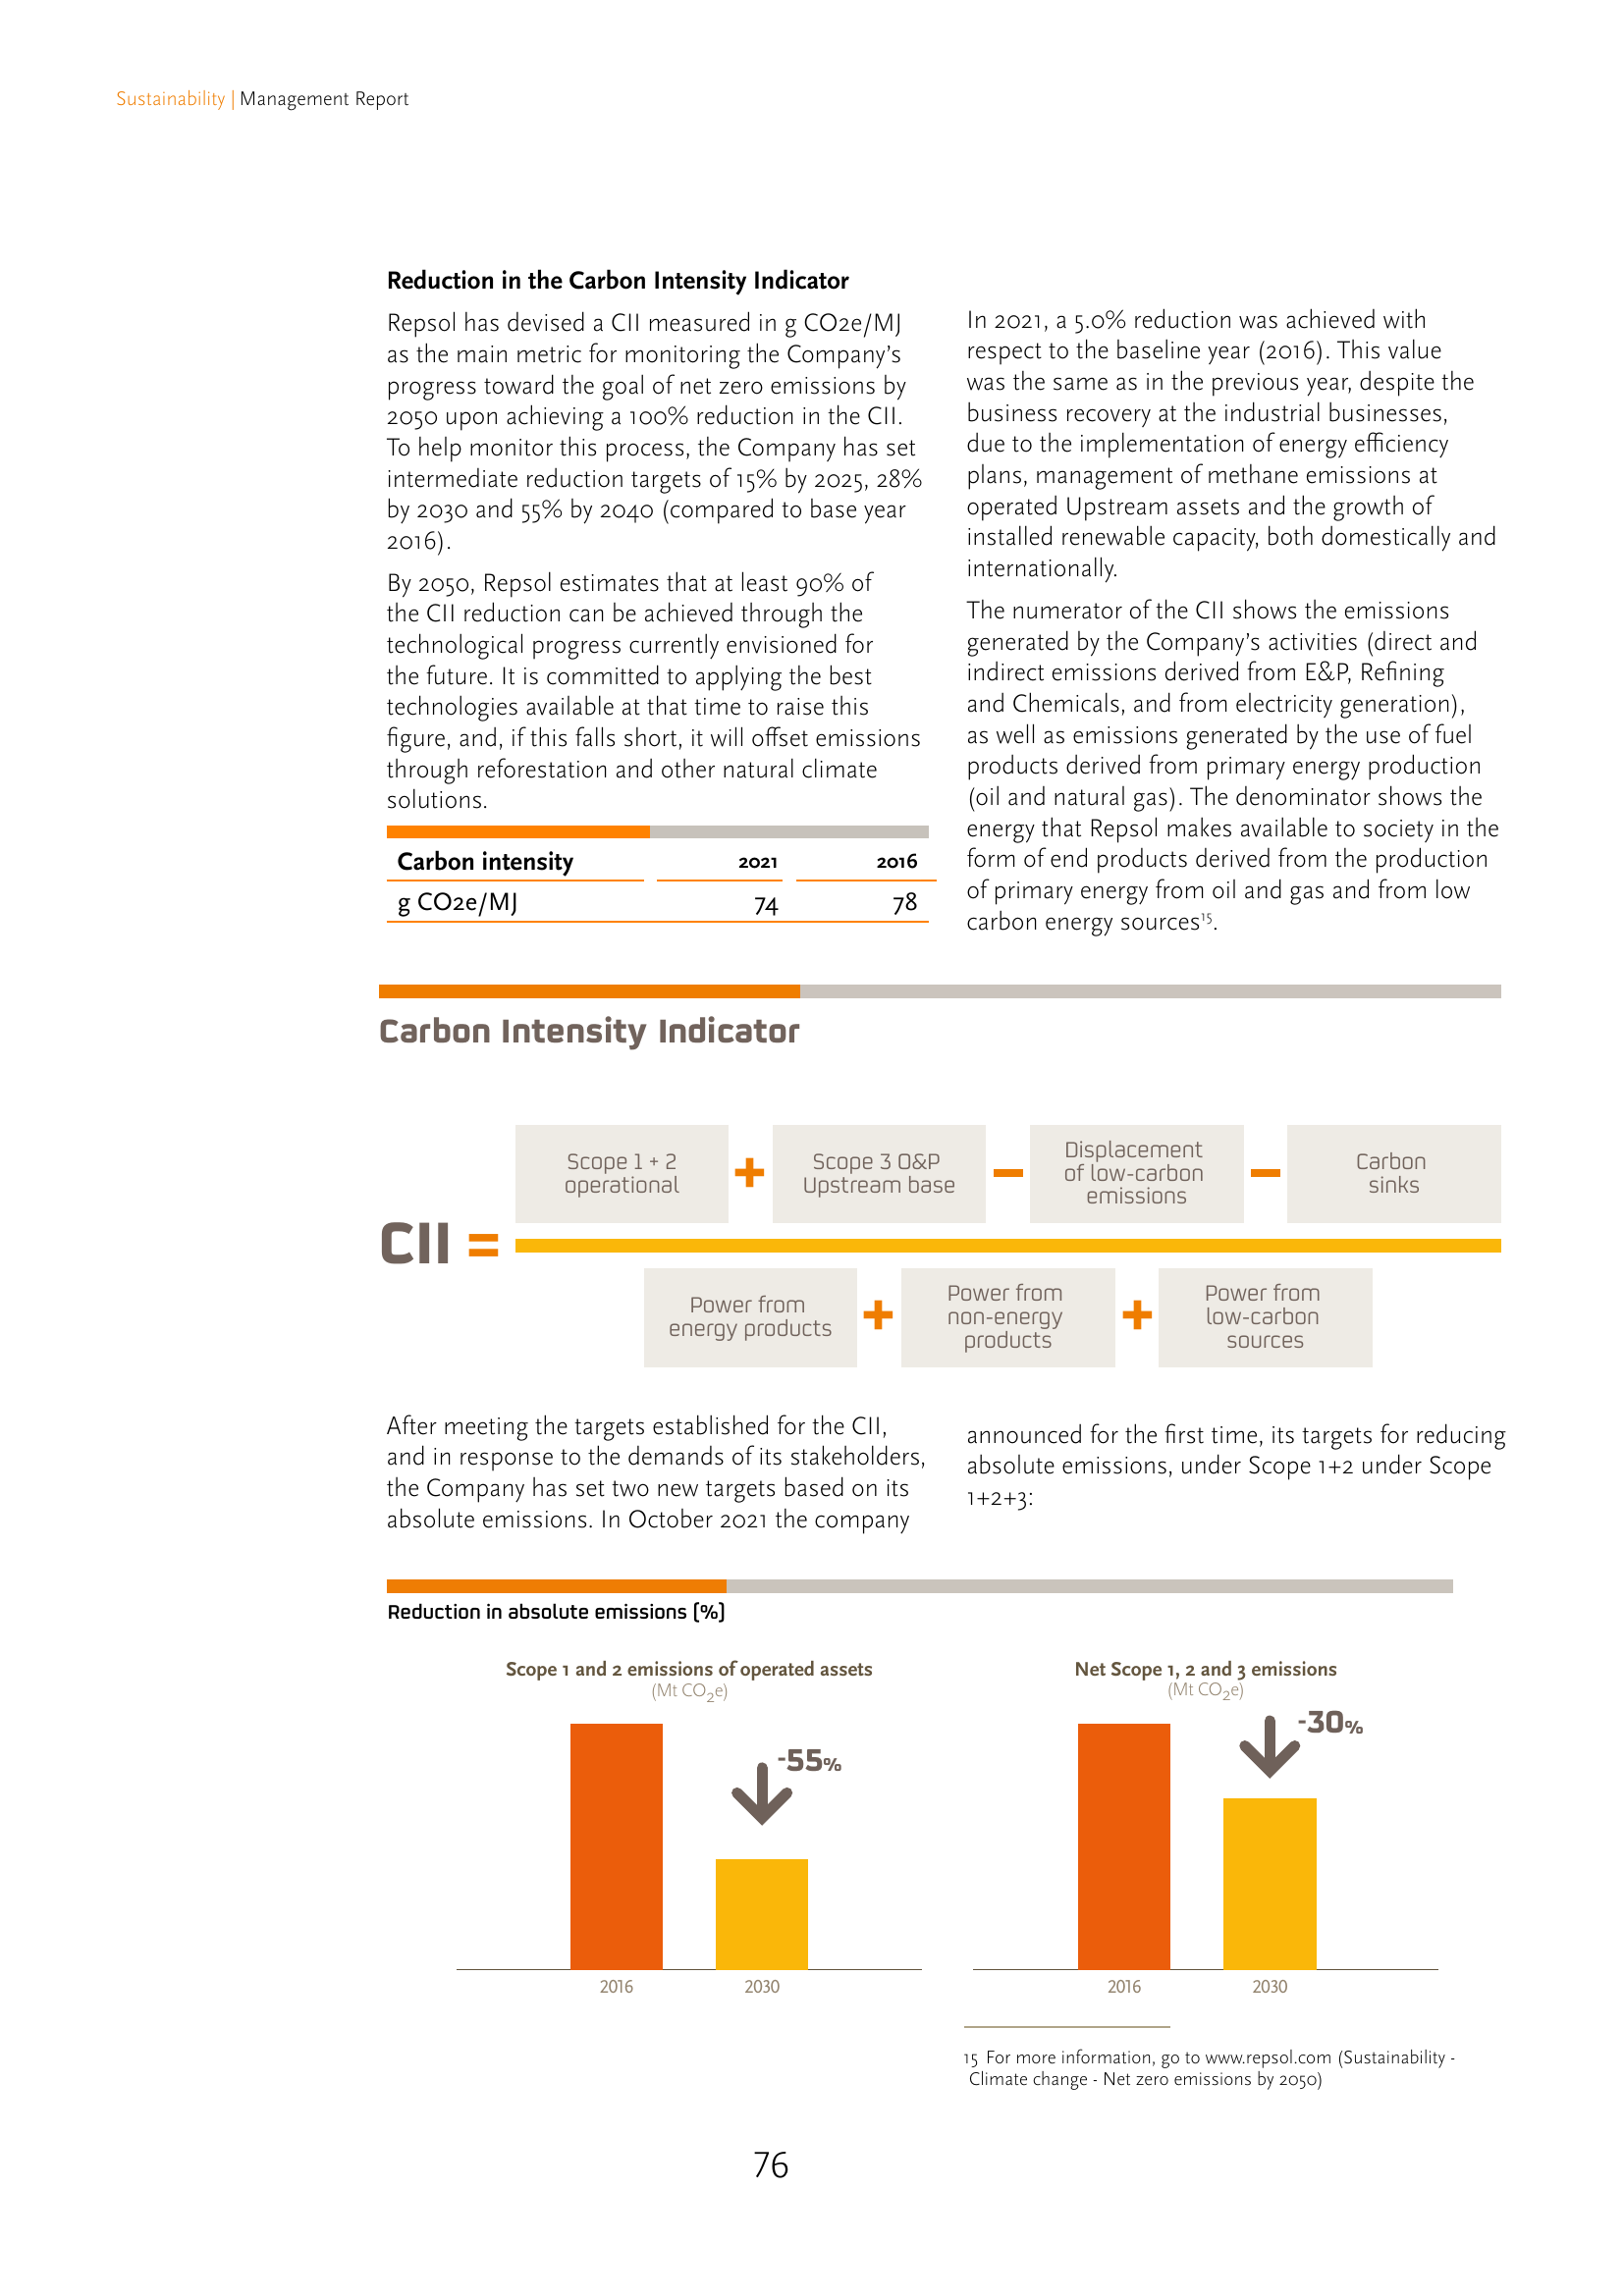 Sustainability | Management Report
Reduction in the Carbon Intensity Indicator
Repsol has devised a CII measured in g CO2e/MJ
as the main metric for monitoring the Company's
progress toward the goal of net zero emissions by
2050 upon achieving a 100% reduction in the CII.
To help monitor this process, the Company has set
intermediate reduction targets of 15% by 2025, 28%
by 2030 and 55% by 2040 (compared to base year
2016).
By 2050, Repsol estimates that at least 90% of
the CII reduction can be achieved through the
technological progress currently envisioned for
the future. It is committed to applying the best
technologies available at that time to raise this
figure, and, if this falls short, it will offset emissions
through reforestation and other natural climate
solutions.
Carbon intensity 2021 2016
g CO2e/MJ 74 78
In 2021, a 5.0% reduction was achieved with
respect to the baseline year (2016). This value
was the same as in the previous year, despite the
business recovery at the industrial businesses,
due to the implementation of energy efficiency
plans, management of methane emissions at
operated Upstream assets and the growth of
installed renewable capacity, both domestically and
internationally.
The numerator of the CII shows the emissions
generated by the Company's activities (direct and
indirect emissions derived from E&P, Refining
and Chemicals, and from electricity generation),
as well as emissions generated by the use of fuel
products derived from primary energy production
(oil and natural gas). The denominator shows the
energy that Repsol makes available to society in the
form of end products derived from the production
of primary energy from oil and gas and from low
carbon energy sources15.
Carbon Intensity Indicator
CII =
Scope 1 + 2
operational
+
Scope 3 O&P
Upstream base
–
Displacement
of low-carbon
emissions
–
Carbon
sinks
Power from
energy products
+
Power from
non-energy
products
+
Power from
low-carbon
sources
After meeting the targets established for the CII,
and in response to the demands of its stakeholders,
the Company has set two new targets based on its
absolute emissions. In October 2021 the company
announced for the first time, its targets for reducing
absolute emissions, under Scope 1+2 under Scope
1+2+3:
Reduction in absolute emissions (%)
Scope 1 and 2 emissions of operated assets
(Mt CO2e)
-55%
2016 2030
Net Scope 1, 2 and 3 emissions
(Mt CO2e)
-30%
2016 2030
15 For more information, go to www.repsol.com (Sustainability -
Climate change - Net zero emissions by 2050)
76